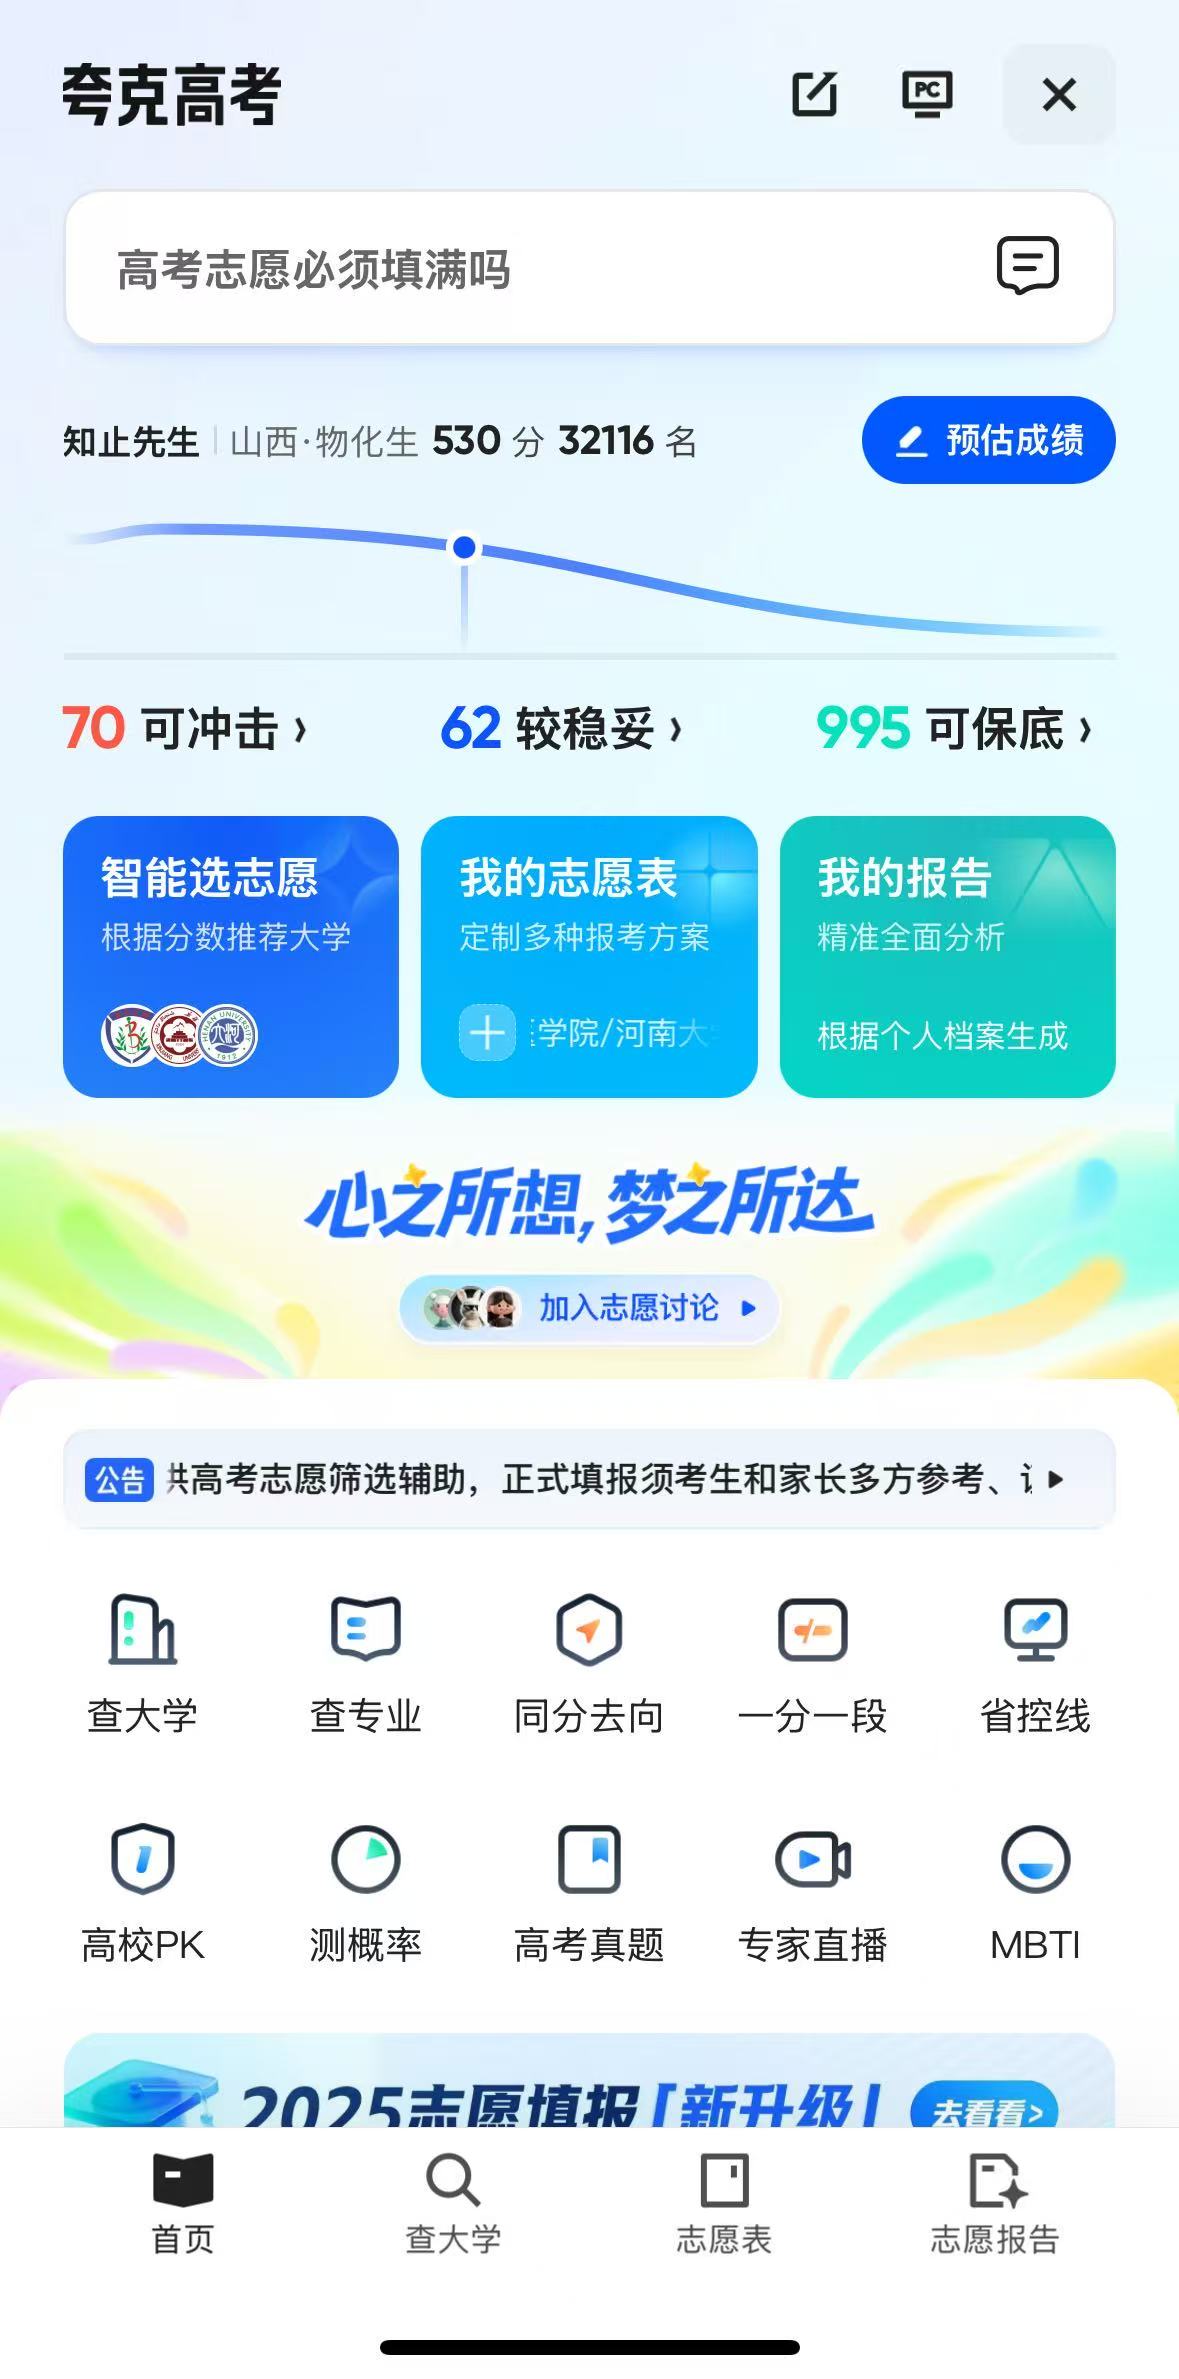 夸克高考
PC
高考志愿必须填满吗
知止先生 山西·物化生 530 分 32116 名
预估成绩
70 可冲击 ›
62 较稳妥 ›
995 可保底 ›
智能选志愿
根据分数推荐大学
我的志愿表
定制多种报考方案
学院/河南大
我的报告
精准全面分析
根据个人档案生成
心之所想,梦之所达
加入志愿讨论
公告 高考志愿筛选辅助，正式填报须考生和家长多方参考、
查大学
查专业
同分去向
一分一段
省控线
高校PK
测概率
高考真题
专家直播
MBTI
2025志愿填报「新升级」
去看看>
首页
查大学
志愿表
志愿报告